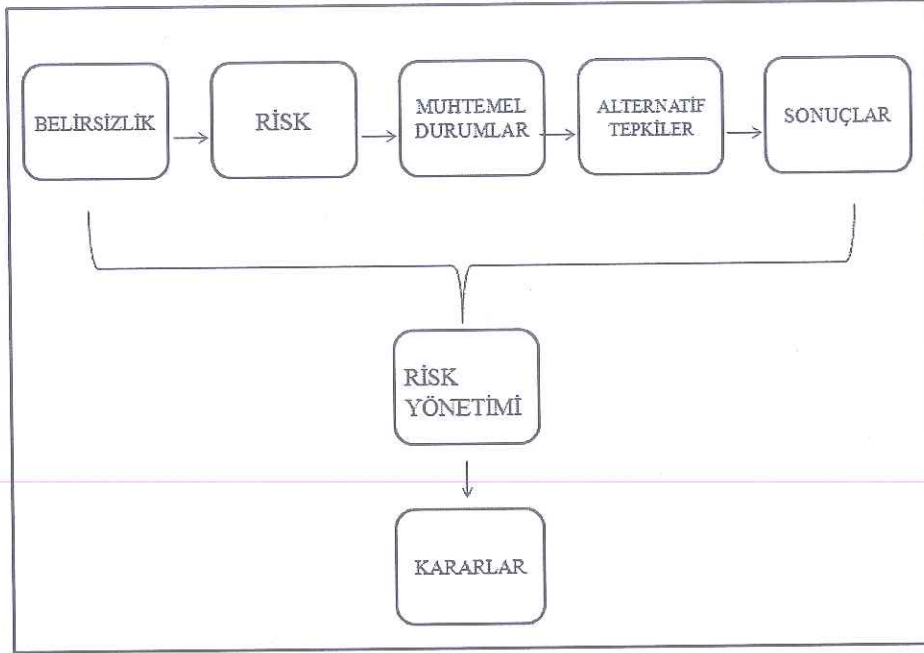 BELİRSİZLİK
RİSK
MUHTEMEL
DURUMLAR
ALTERNATİF
TEPKİLER
SONUÇLAR
RİSK
YÖNETİMİ
KARARLAR